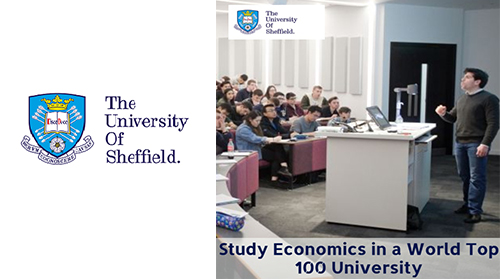 The
University
Of
Sheffield.
The
University
Of
Sheffield.
Study Economics in a World Top
100 University